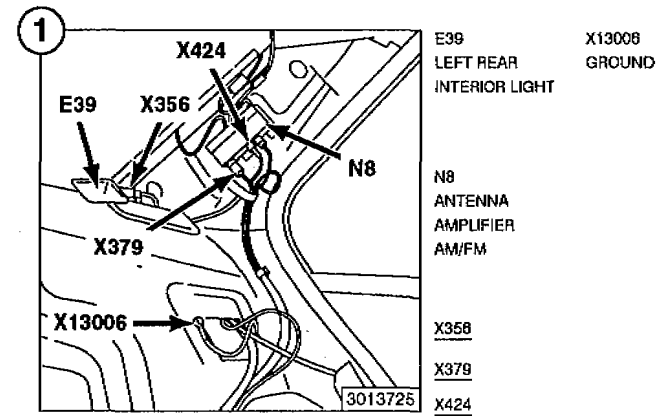 1
X424
E39
X356
N8
X379
X13006
3013725
E39
LEFT REAR
INTERIOR LIGHT
X13006
GROUND
N8
ANTENNA
AMPLIFIER
AM/FM
X356
X379
X424